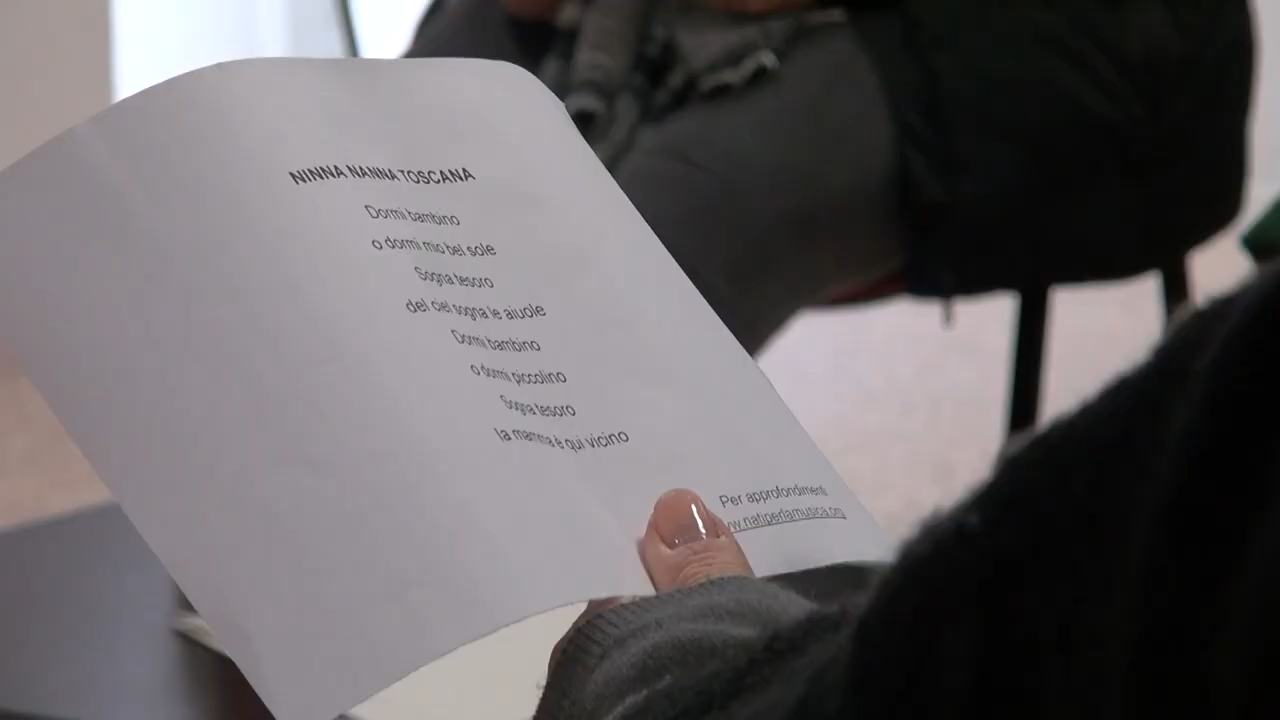 NINNA NANNA TOSCANA
Dormi bambino
o dormi mio bel sole
Sogna tesoro
del ciel sogna le aiuole
Dormi bambino
o dormi piccolino
Sogna tesoro
la mamma è qui vicino
Per approfondimenti
w.natiperlamusica.org